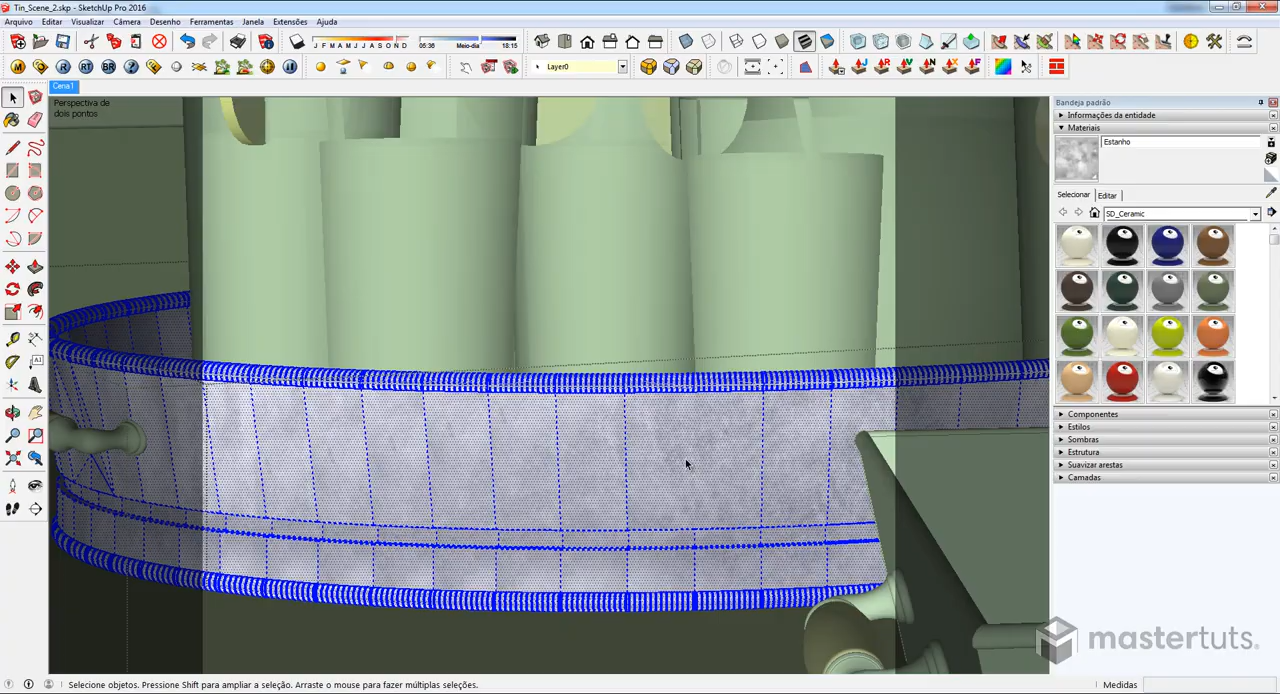 Tin_Scene_2.skp - SketchUp Pro 2016
Arquivo Editar Visualizar Câmera Desenho Ferramentas Janela Extensões Ajuda
J F M A M J J A S O N D 05:36 Meio-dia 18:15
M R RT BR
Layer0
J R V N X F
Cena1
Perspectiva de
dois pontos
Bandeja padrão
Informações da entidade
Materiais
Estanho
Selecionar Editar
SD_Ceramic
Componentes
Estilos
Sombras
Estrutura
Suavizar arestas
Camadas
mastertuts.
Selecione objetos. Pressione Shift para ampliar a seleção. Arraste o mouse para fazer múltiplas seleções.
Medidas